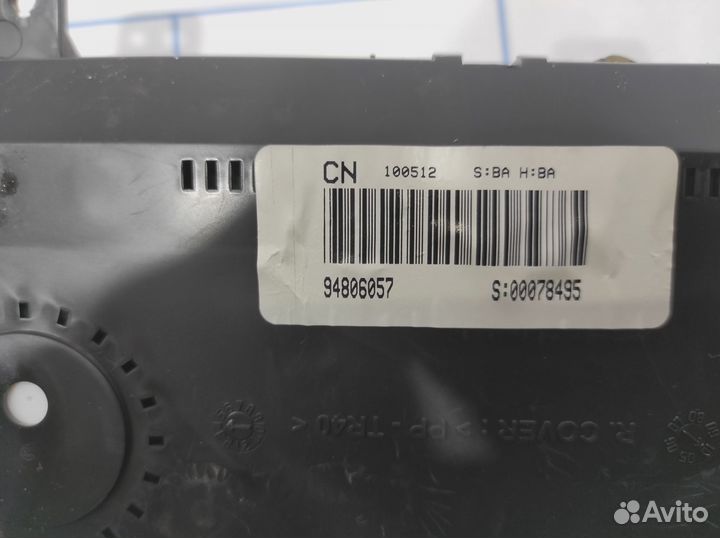 CN 100512 S:BA H:BA
94806057 S:00078495
R. COVER : >PP - TR40<
Avito